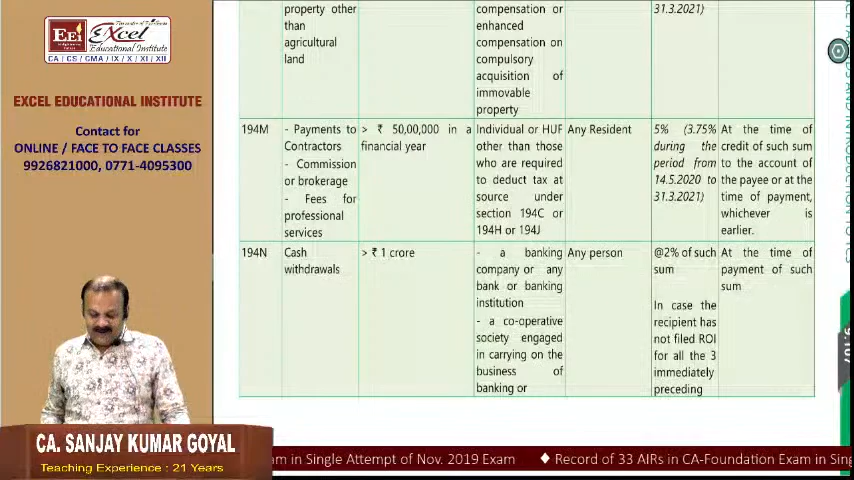 EEi
Excel
Educational Institute
CA | CS | CMA | IX | X | XI | XII
EXCEL EDUCATIONAL INSTITUTE
Contact for
ONLINE / FACE TO FACE CLASSES
9926821000, 0771-4095300
property other
than
agricultural
land
compensation or
enhanced
compensation on
compulsory
acquisition of
immovable
property
31.3.2021)
194M
- Payments to
Contractors
- Commission
or brokerage
- Fees for
professional
services
> ₹ 50,00,000 in a
financial year
Individual or HUF
other than those
who are required
to deduct tax at
source under
section 194C or
194H or 194J
Any Resident
5% (3.75%
during the
period from
14.5.2020 to
31.3.2021)
At the time of
credit of such sum
to the account of
the payee or at the
time of payment,
whichever is
earlier.
194N
Cash
withdrawals
> ₹ 1 crore
- a banking
company or any
bank or banking
institution
- a co-operative
society engaged
in carrying on the
business of
banking or
Any person
@2% of such
sum
In case the
recipient has
not filed ROI
for all the 3
immediately
preceding
At the time of
payment of such
sum
CA. SANJAY KUMAR GOYAL
Teaching Experience : 21 Years
am in Single Attempt of Nov. 2019 Exam ♦ Record of 33 AIRs in CA-Foundation Exam in Sing